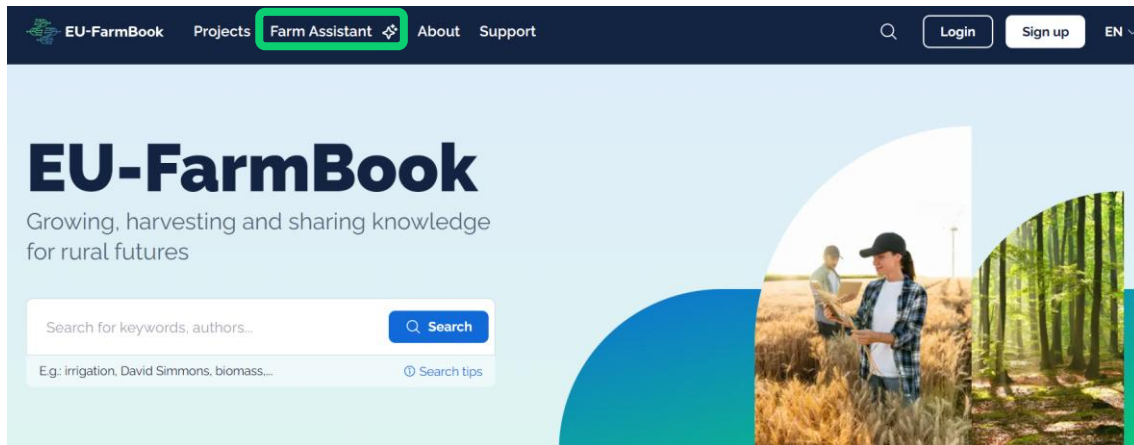 EU-FarmBook Projects Farm Assistant About Support Login Sign up EN
EU-FarmBook
Growing, harvesting and sharing knowledge
for rural futures
Search for keywords, authors... Search
E.g.: irrigation, David Simmons, biomass,... Search tips